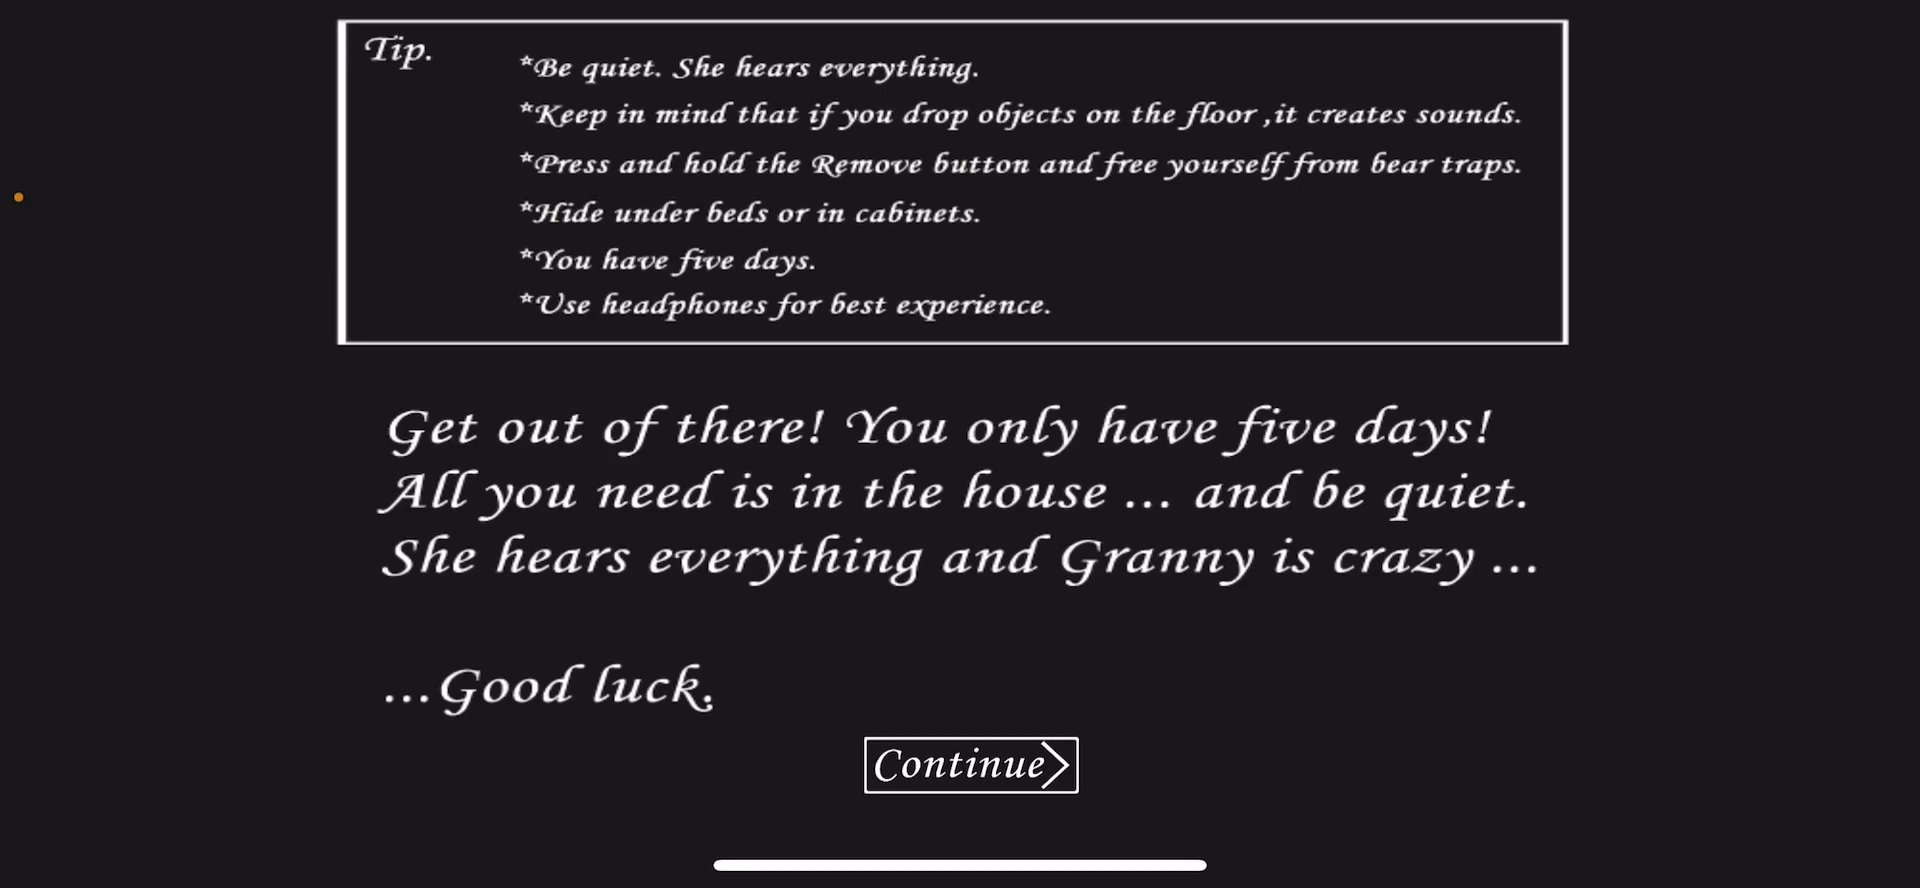 Tip.
*Be quiet. She hears everything.
*Keep in mind that if you drop objects on the floor ,it creates sounds.
*Press and hold the Remove button and free yourself from bear traps.
*Hide under beds or in cabinets.
*You have five days.
*Use headphones for best experience.
Get out of there! You only have five days!
All you need is in the house ... and be quiet.
She hears everything and Granny is crazy ...
...Good luck.
Continue